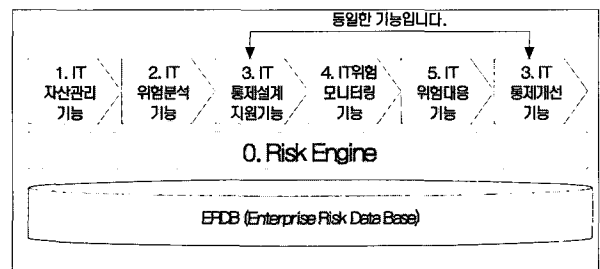 동일한 기능입니다.
1. IT
자산관리
기능
2. IT
위험분석
기능
3. IT
통제설계
지원기능
4. IT위험
모니터링
기능
5. IT
위험대응
기능
3. IT
통제개선
기능
0. Risk Engine
ERDB (Enterprise Risk Data Base)